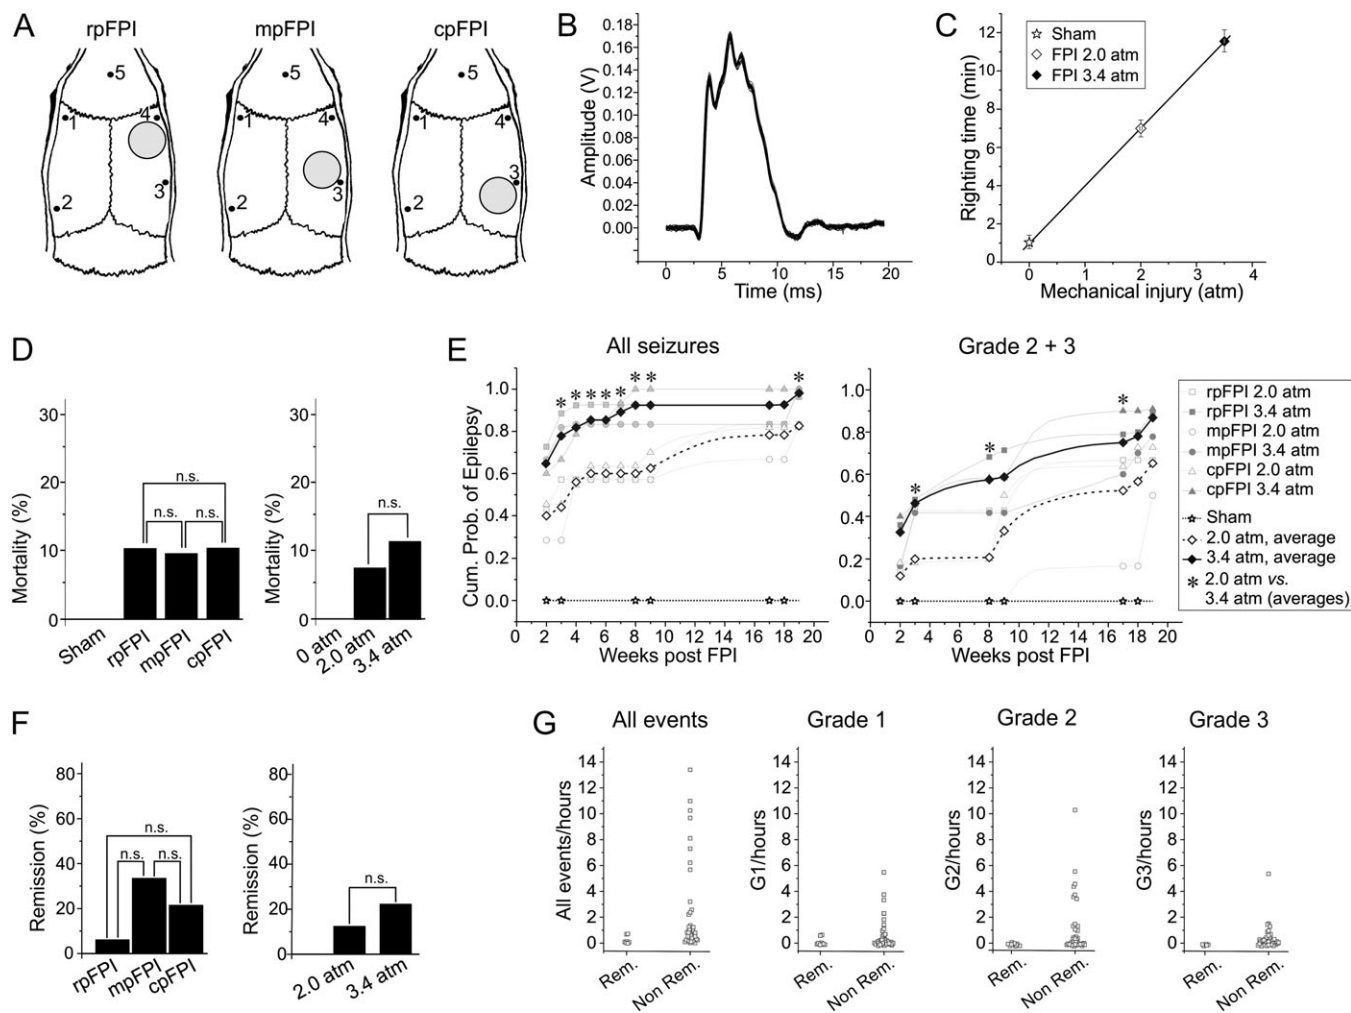 A
rpFPI
mpFPI
cpFPI
5
1
4
2
3
5
1
4
2
3
5
1
4
2
3
B
Amplitude (V)
0.18
0.16
0.14
0.12
0.10
0.08
0.06
0.04
0.02
0.00
0 5 10 15 20
Time (ms)
C
Righting time (min)
12
10
8
6
4
2
0
Sham
FPI 2.0 atm
FPI 3.4 atm
0 1 2 3 4
Mechanical injury (atm)
D
Mortality (%)
30
20
10
0
n.s.
n.s.
n.s.
Sham
rpFPI
mpFPI
cpFPI
Mortality (%)
30
20
10
0
n.s.
0 atm
2.0 atm
3.4 atm
E
All seizures
Cum. Prob. of Epilepsy
1.0
0.8
0.6
0.4
0.2
0.0
* * * * * * * *
0 2 4 6 8 10 12 14 16 18 20
Weeks post FPI
Grade 2 + 3
1.0
0.8
0.6
0.4
0.2
0.0
* * *
0 2 4 6 8 10 12 14 16 18 20
Weeks post FPI
rpFPI 2.0 atm
rpFPI 3.4 atm
mpFPI 2.0 atm
mpFPI 3.4 atm
cpFPI 2.0 atm
cpFPI 3.4 atm
Sham
2.0 atm, average
3.4 atm, average
* 2.0 atm vs.
3.4 atm (averages)
F
Remission (%)
80
60
40
20
0
n.s.
n.s.
n.s.
rpFPI
mpFPI
cpFPI
Remission (%)
80
60
40
20
0
n.s.
2.0 atm
3.4 atm
G
All events
All events/hours
14
12
10
8
6
4
2
0
Rem.
Non Rem.
Grade 1
G1/hours
14
12
10
8
6
4
2
0
Rem.
Non Rem.
Grade 2
G2/hours
14
12
10
8
6
4
2
0
Rem.
Non Rem.
Grade 3
G3/hours
14
12
10
8
6
4
2
0
Rem.
Non Rem.